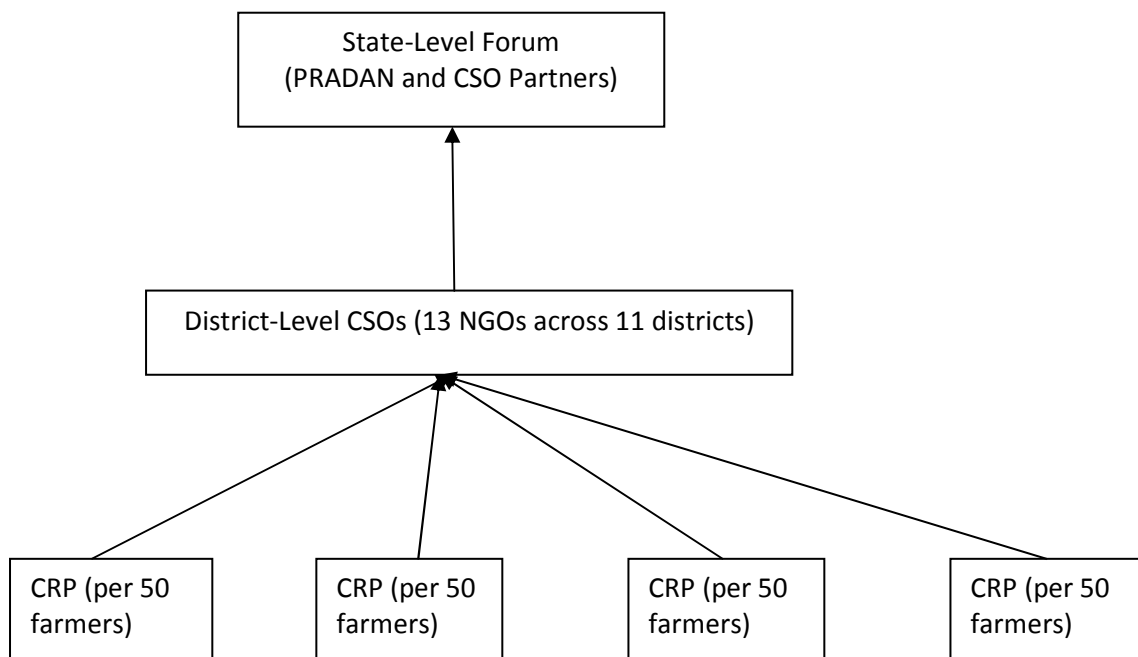 State-Level Forum
(PRADAN and CSO Partners)
District-Level CSOs (13 NGOs across 11 districts)
CRP (per 50
farmers)
CRP (per 50
farmers)
CRP (per 50
farmers)
CRP (per 50
farmers)